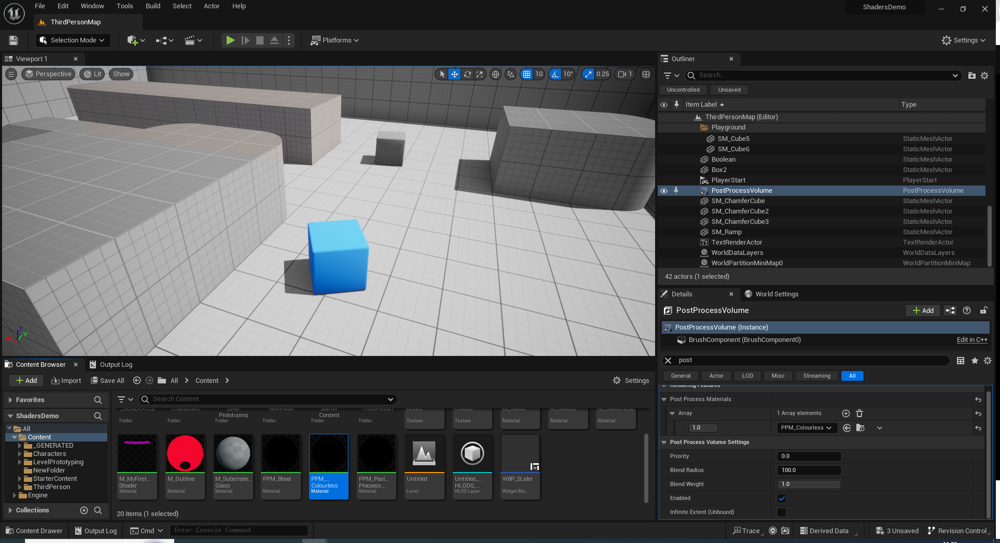 File Edit Window Tools Build Select Actor Help
ShadersDemo
ThirdPersonMap
Selection Mode
Platforms
Settings
Viewport 1
Perspective Lit Show
10 10° 0.25 1
Outliner
Search...
Uncontrolled Unsaved
Item Label Type
ThirdPersonMap (Editor)
Playground
SM_Cube5 StaticMeshActor
SM_Cube6 StaticMeshActor
Boolean StaticMeshActor
Box2 StaticMeshActor
PlayerStart PlayerStart
PostProcessVolume PostProcessVolume
SM_ChamferCube StaticMeshActor
SM_ChamferCube2 StaticMeshActor
SM_ChamferCube3 StaticMeshActor
SM_Ramp StaticMeshActor
TextRenderActor TextRenderActor
WorldDataLayers WorldDataLayers
WorldPartitionMiniMap0 WorldPartitionMiniMap
42 actors (1 selected)
Details World Settings
PostProcessVolume
Add
PostProcessVolume (Instance)
BrushComponent (BrushComponent0) Edit in C++
post
General Actor LOD Misc Streaming All
Rendering Features
Post Process Materials
Array 1 Array elements
1.0 PPM_Colourless
Post Process Volume Settings
Priority 0.0
Blend Radius 100.0
Blend Weight 1.0
Enabled
Infinite Extent (Unbound)
Z
Y
X
Content Browser Output Log
Add Import Save All All Content Settings
Favorites
ShadersDemo
All
Content
_GENERATED
Characters
LevelPrototyping
NewFolder
StarterContent
ThirdPerson
Engine
Collections
Search Content
_GENERATED Characters Level Prototyping NewFolder Starter Content ThirdPerson Bricks Clouds M_Glass M_Glass2
Folder Folder Folder Folder Folder Folder Texture Texture Material Material Material
M_MyFirst... Shader Material
M_Outline Material
M_Substrate... Glass Material
PPM_Blood Material
PPM_... Colourless Material
PPM_Post_ Proccess... Material
Untitled Level
Untitled_... HLOD0_... HLOD Layer
WBP_SLider Widget Blu...
20 items (1 selected)
Content Drawer Output Log Cmd Enter Console Command
Trace Derived Data 3 Unsaved Revision Control